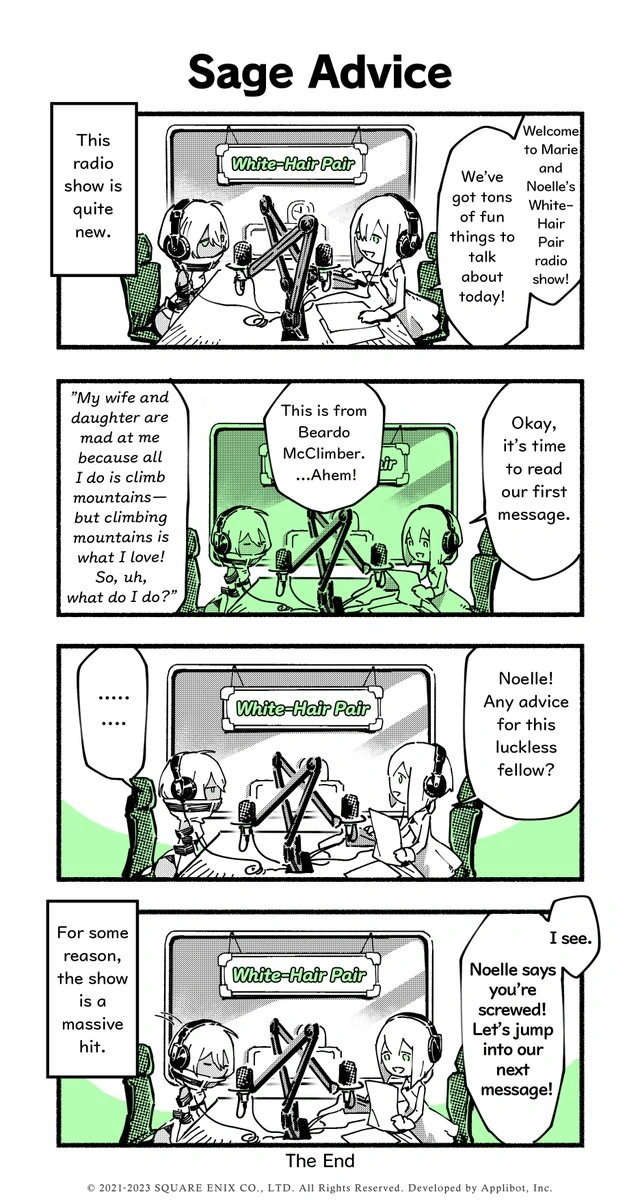 Sage Advice
This
radio
show is
quite
new.
White-Hair Pair
Welcome
to Marie
and
Noelle's
White-
Hair
Pair
radio
show!
We've
got tons
of fun
things to
talk
about
today!
Okay,
it's time
to read
our first
message.
This is from
Beardo
McClimber.
...Ahem!
air
"My wife and
daughter are
mad at me
because all
I do is climb
mountains—
but climbing
mountains is
what I love!
So, uh,
what do I do?"
Noelle!
Any advice
for this
luckless
fellow?
White-Hair Pair
.....
....
I see.
Noelle says
you're
screwed!
Let's jump
into our
next
message!
White-Hair Pair
For some
reason,
the show
is a
massive
hit.
The End
© 2021-2023 SQUARE ENIX CO., LTD. All Rights Reserved. Developed by Applibot, Inc.